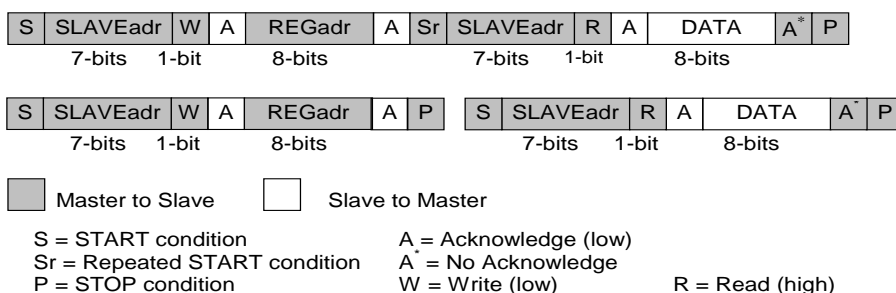 S SLAVEadr W A REGadr A Sr SLAVEadr R A DATA A* P
7-bits 1-bit 8-bits 7-bits 1-bit 8-bits
S SLAVEadr W A REGadr A P S SLAVEadr R A DATA A* P
7-bits 1-bit 8-bits 7-bits 1-bit 8-bits
Master to Slave Slave to Master
S = START condition A = Acknowledge (low)
Sr = Repeated START condition A* = No Acknowledge
P = STOP condition W = Write (low) R = Read (high)